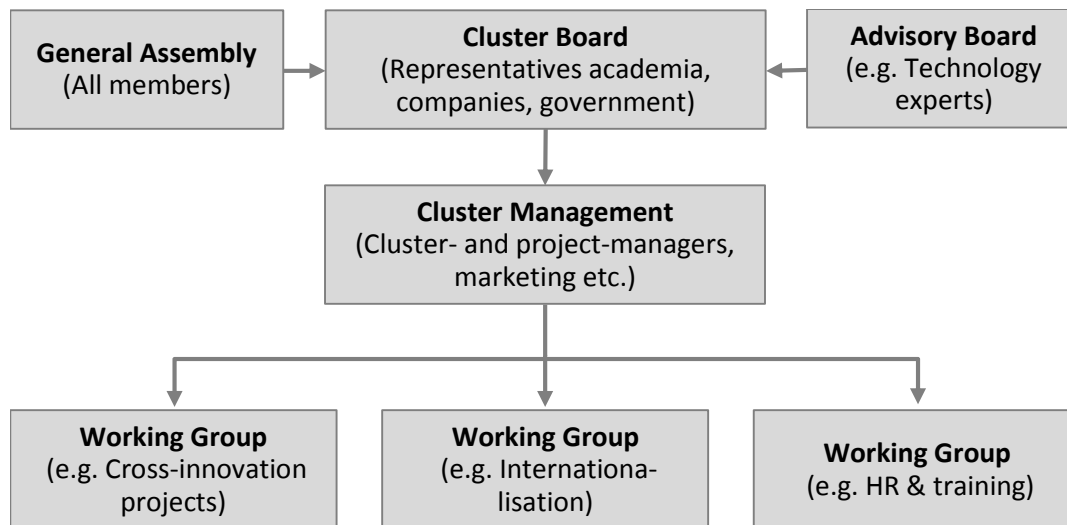 General Assembly
(All members)
Cluster Board
(Representatives academia,
companies, government)
Advisory Board
(e.g. Technology
experts)
Cluster Management
(Cluster- and project-managers,
marketing etc.)
Working Group
(e.g. Cross-innovation
projects)
Working Group
(e.g. Internationa-
lisation)
Working Group
(e.g. HR & training)